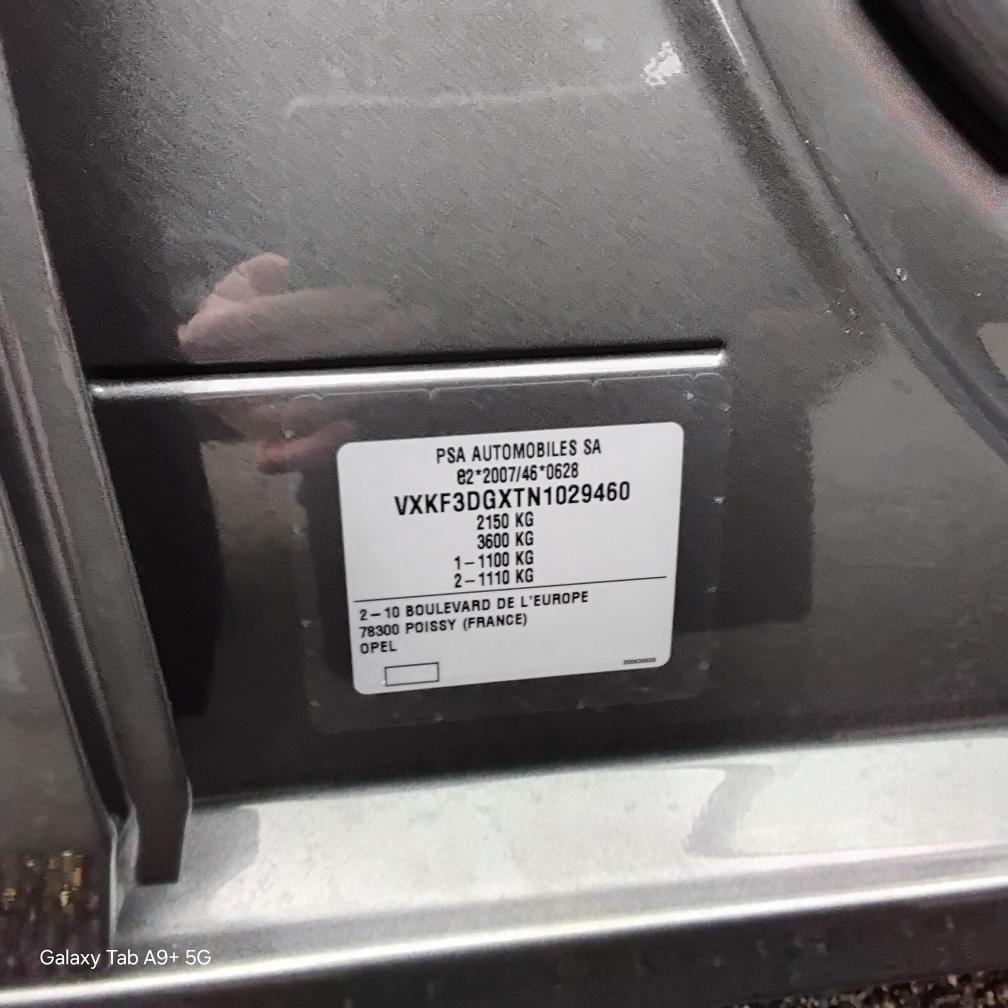 PSA AUTOMOBILES SA
e2*2007/46*0628
VXKF3DGXTN1029460
2150 KG
3600 KG
1-1100 KG
2-1110 KG
2-10 BOULEVARD DE L'EUROPE
78300 POISSY (FRANCE)
OPEL
Galaxy Tab A9+ 5G